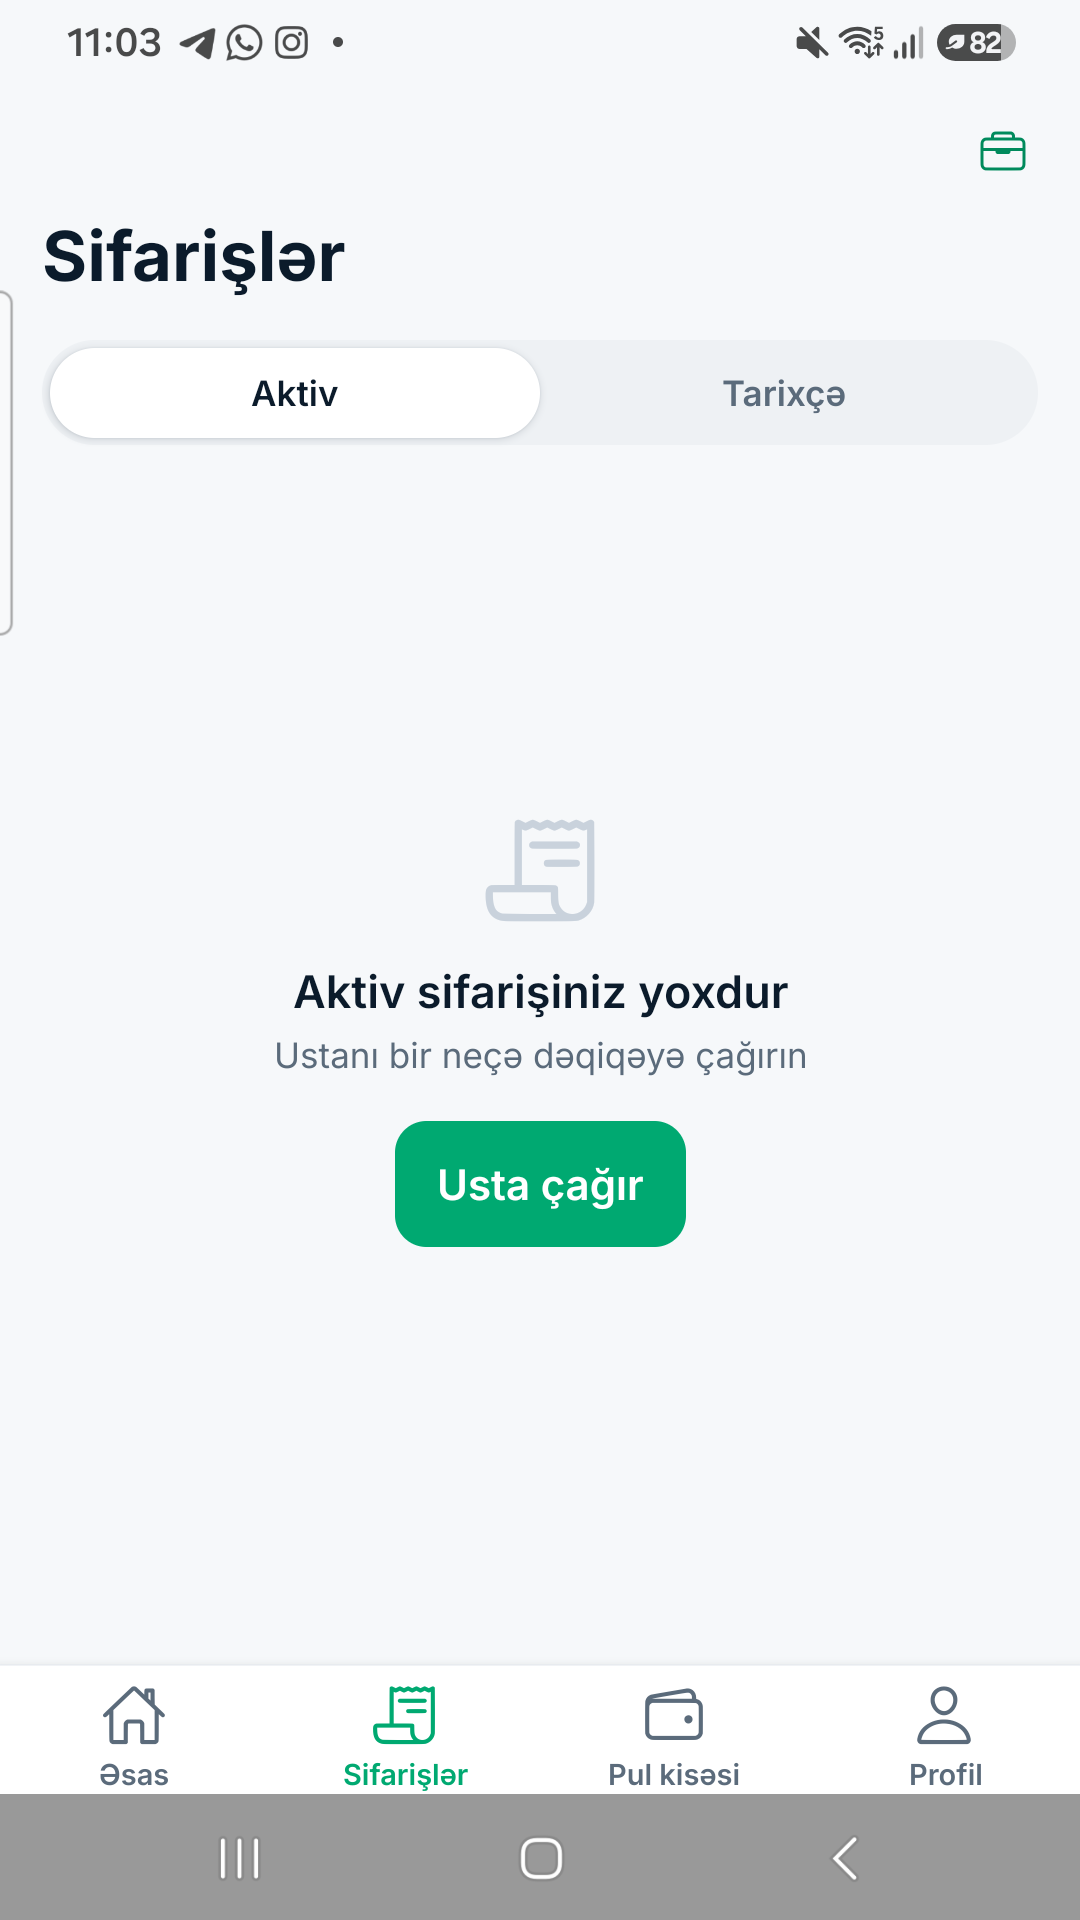 11:03
5
82
Sifarişlər
Aktiv
Tarixçə
Aktiv sifarişiniz yoxdur
Ustanı bir neçə dəqiqəyə çağırın
Usta çağır
Əsas
Sifarişlər
Pul kisəsi
Profil